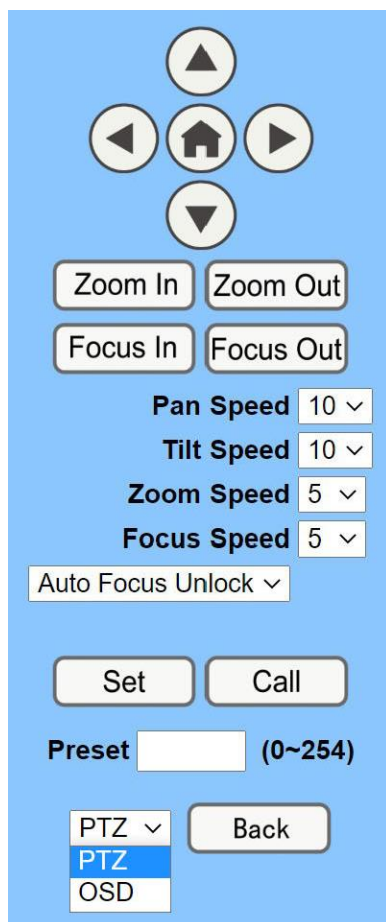 Zoom In Zoom Out
Focus In Focus Out
Pan Speed 10
Tilt Speed 10
Zoom Speed 5
Focus Speed 5
Auto Focus Unlock
Set Call
Preset (0~254)
PTZ Back
PTZ
OSD